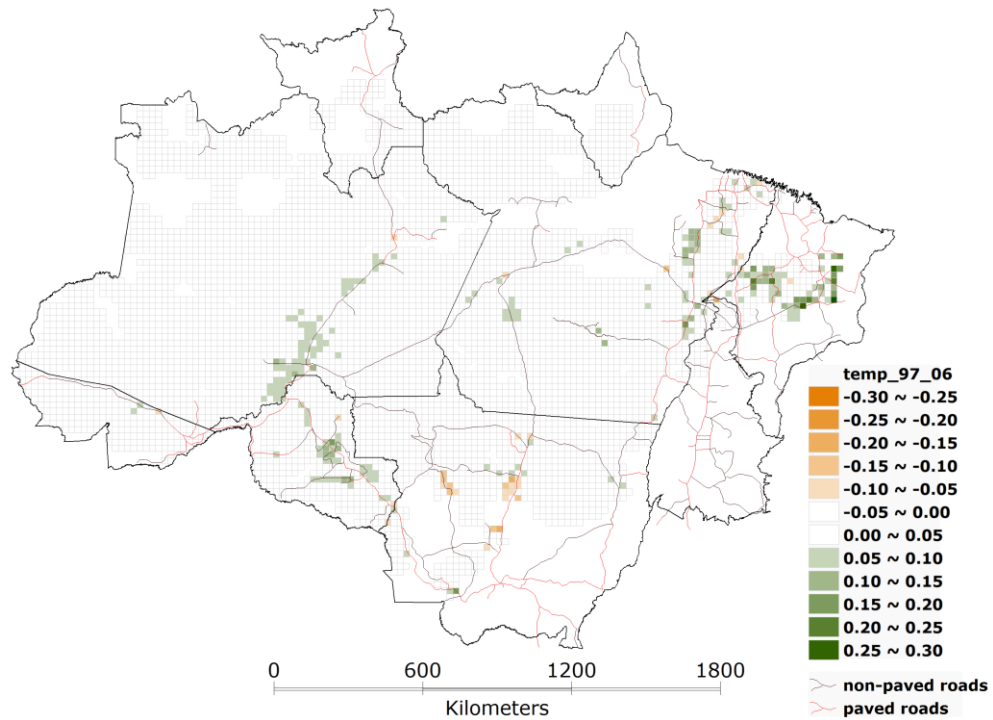 temp_97_06
-0.30 ~ -0.25
-0.25 ~ -0.20
-0.20 ~ -0.15
-0.15 ~ -0.10
-0.10 ~ -0.05
-0.05 ~ 0.00
0.00 ~ 0.05
0.05 ~ 0.10
0.10 ~ 0.15
0.15 ~ 0.20
0.20 ~ 0.25
0.25 ~ 0.30
non-paved roads
paved roads
0 600 1200 1800
Kilometers